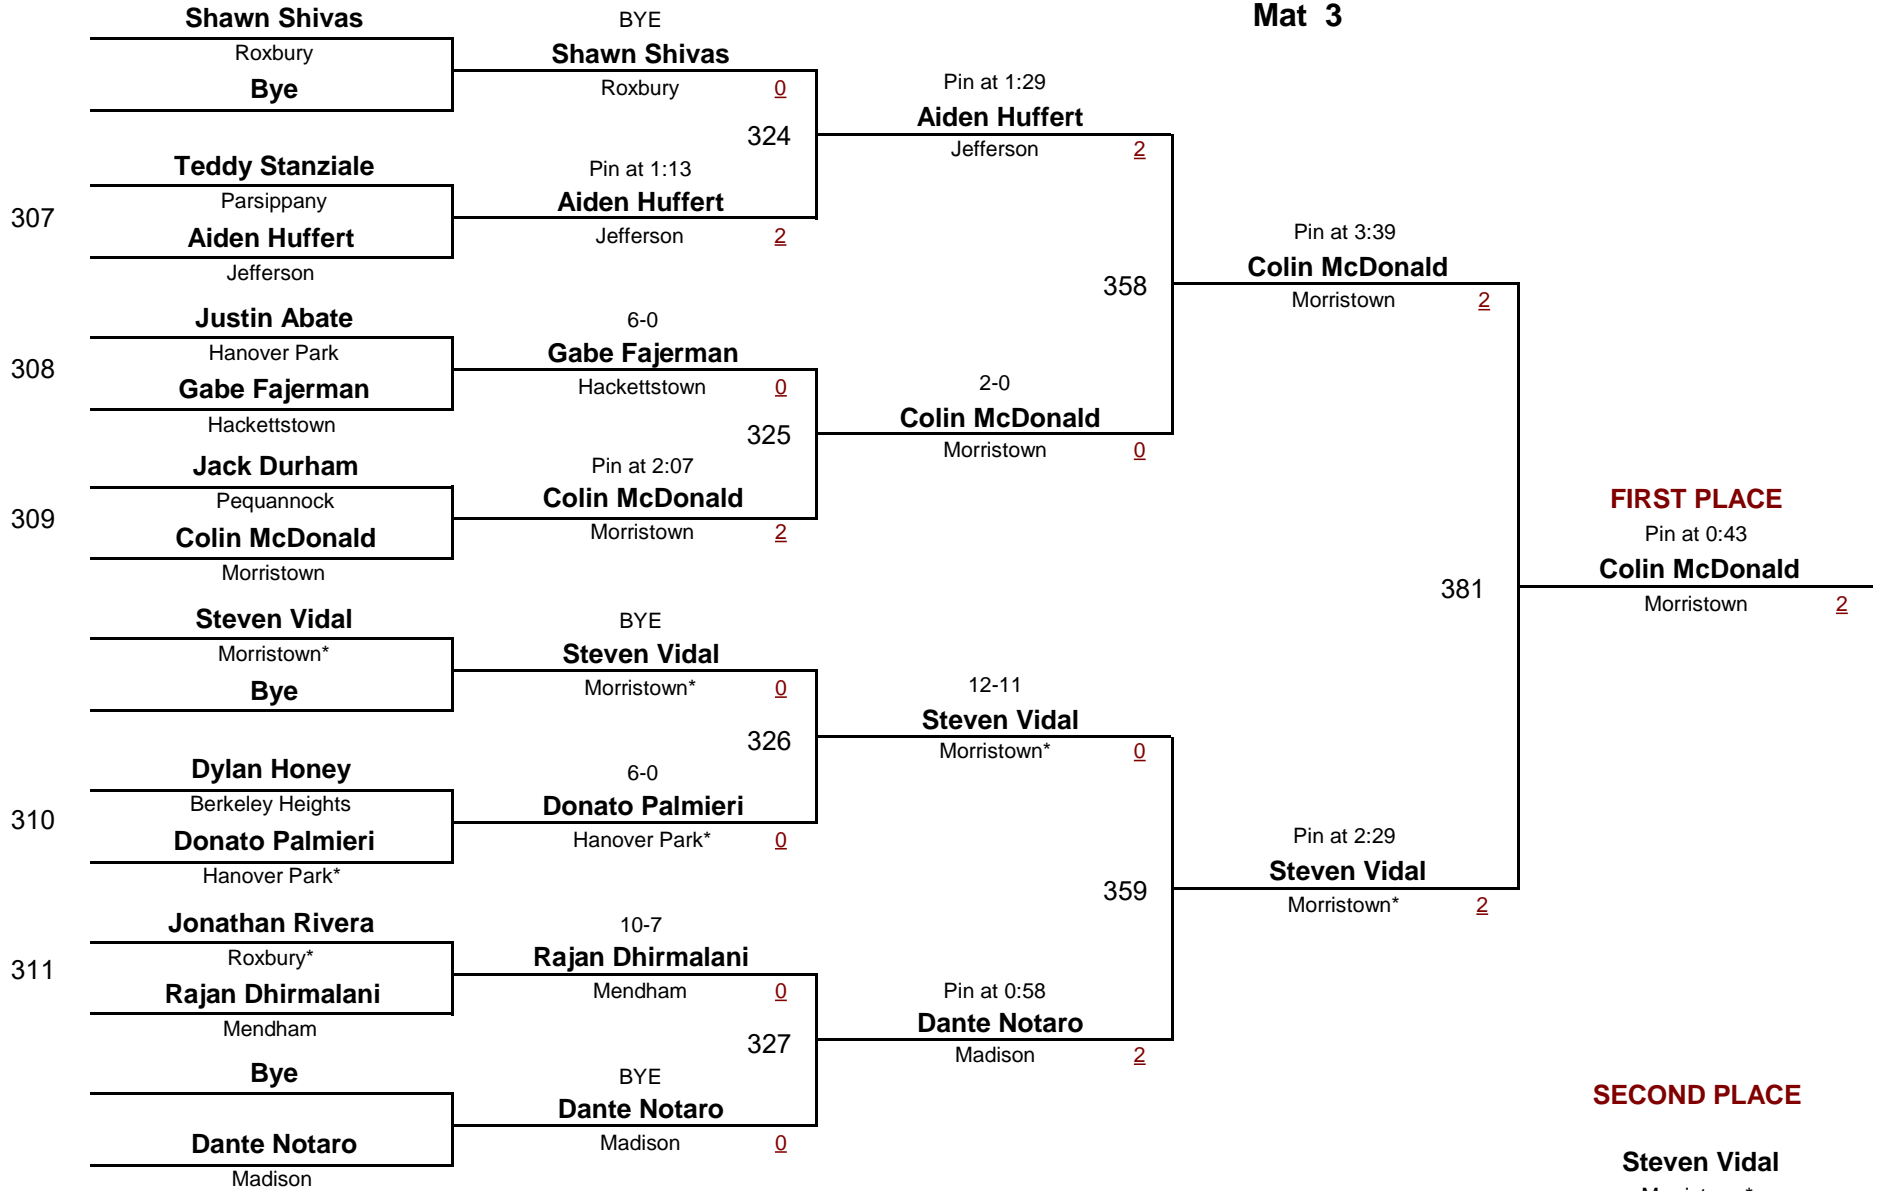 Mat 3
Shawn Shivas
Roxbury
Bye
307
Teddy Stanziale
Parsippany
Aiden Huffert
Jefferson
308
Justin Abate
Hanover Park
Gabe Fajerman
Hackettstown
309
Jack Durham
Pequannock
Colin McDonald
Morristown
Steven Vidal
Morristown*
Bye
310
Dylan Honey
Berkeley Heights
Donato Palmieri
Hanover Park*
311
Jonathan Rivera
Roxbury*
Rajan Dhirmalani
Mendham
Bye
Dante Notaro
Madison
BYE
Shawn Shivas
Roxbury 0
324
Pin at 1:13
Aiden Huffert
Jefferson 2
6-0
Gabe Fajerman
Hackettstown 0
325
Pin at 2:07
Colin McDonald
Morristown 2
BYE
Steven Vidal
Morristown* 0
326
6-0
Donato Palmieri
Hanover Park* 0
10-7
Rajan Dhirmalani
Mendham 0
327
BYE
Dante Notaro
Madison 0
Pin at 1:29
Aiden Huffert
Jefferson 2
358
2-0
Colin McDonald
Morristown 0
12-11
Steven Vidal
Morristown* 0
359
Pin at 0:58
Dante Notaro
Madison 2
Pin at 3:39
Colin McDonald
Morristown 2
381
Pin at 2:29
Steven Vidal
Morristown* 2
FIRST PLACE
Pin at 0:43
Colin McDonald
Morristown 2
SECOND PLACE
Steven Vidal